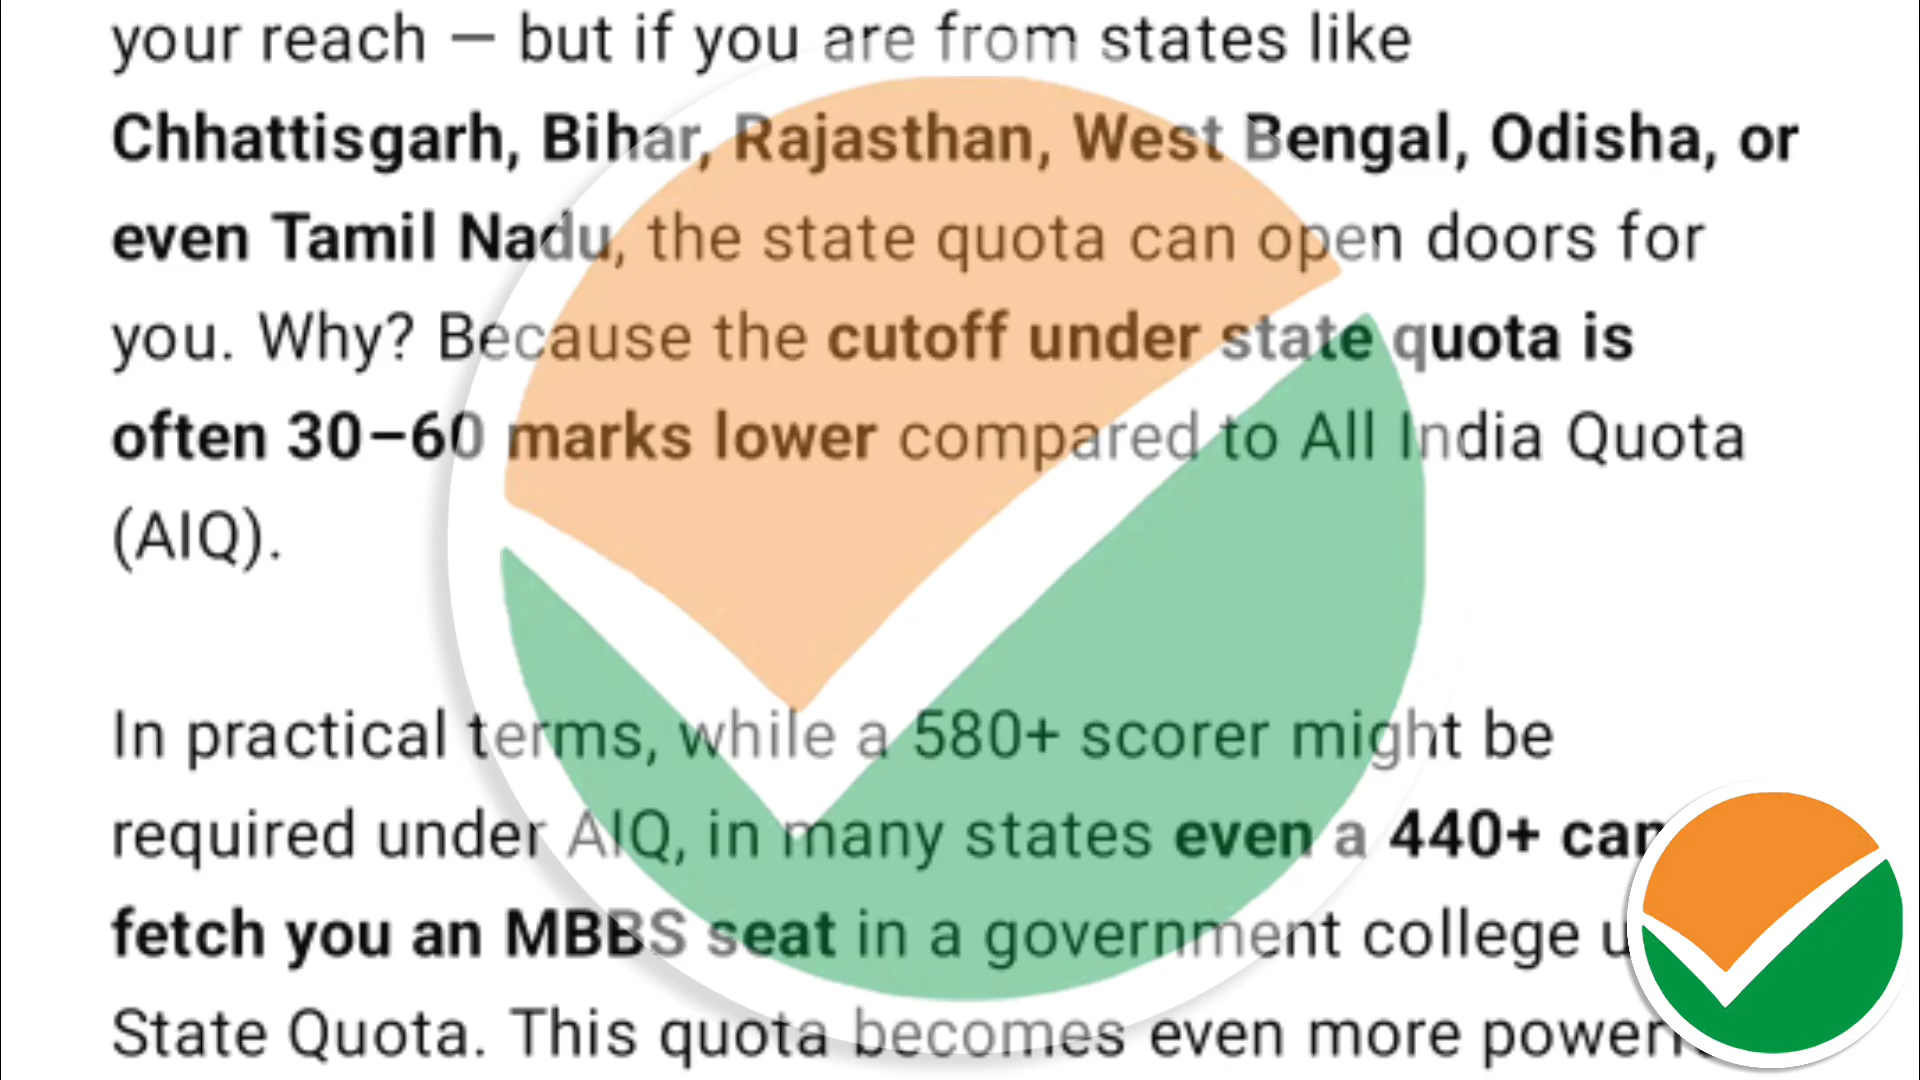 your reach — but if you are from states like
Chhattisgarh, Bihar, Rajasthan, West Bengal, Odisha, or
even Tamil Nadu, the state quota can open doors for
you. Why? Because the cutoff under state quota is
often 30–60 marks lower compared to All India Quota
(AIQ).
In practical terms, while a 580+ scorer might be
required under AIQ, in many states even a 440+ can
fetch you an MBBS seat in a government college
State Quota. This quota becomes even more